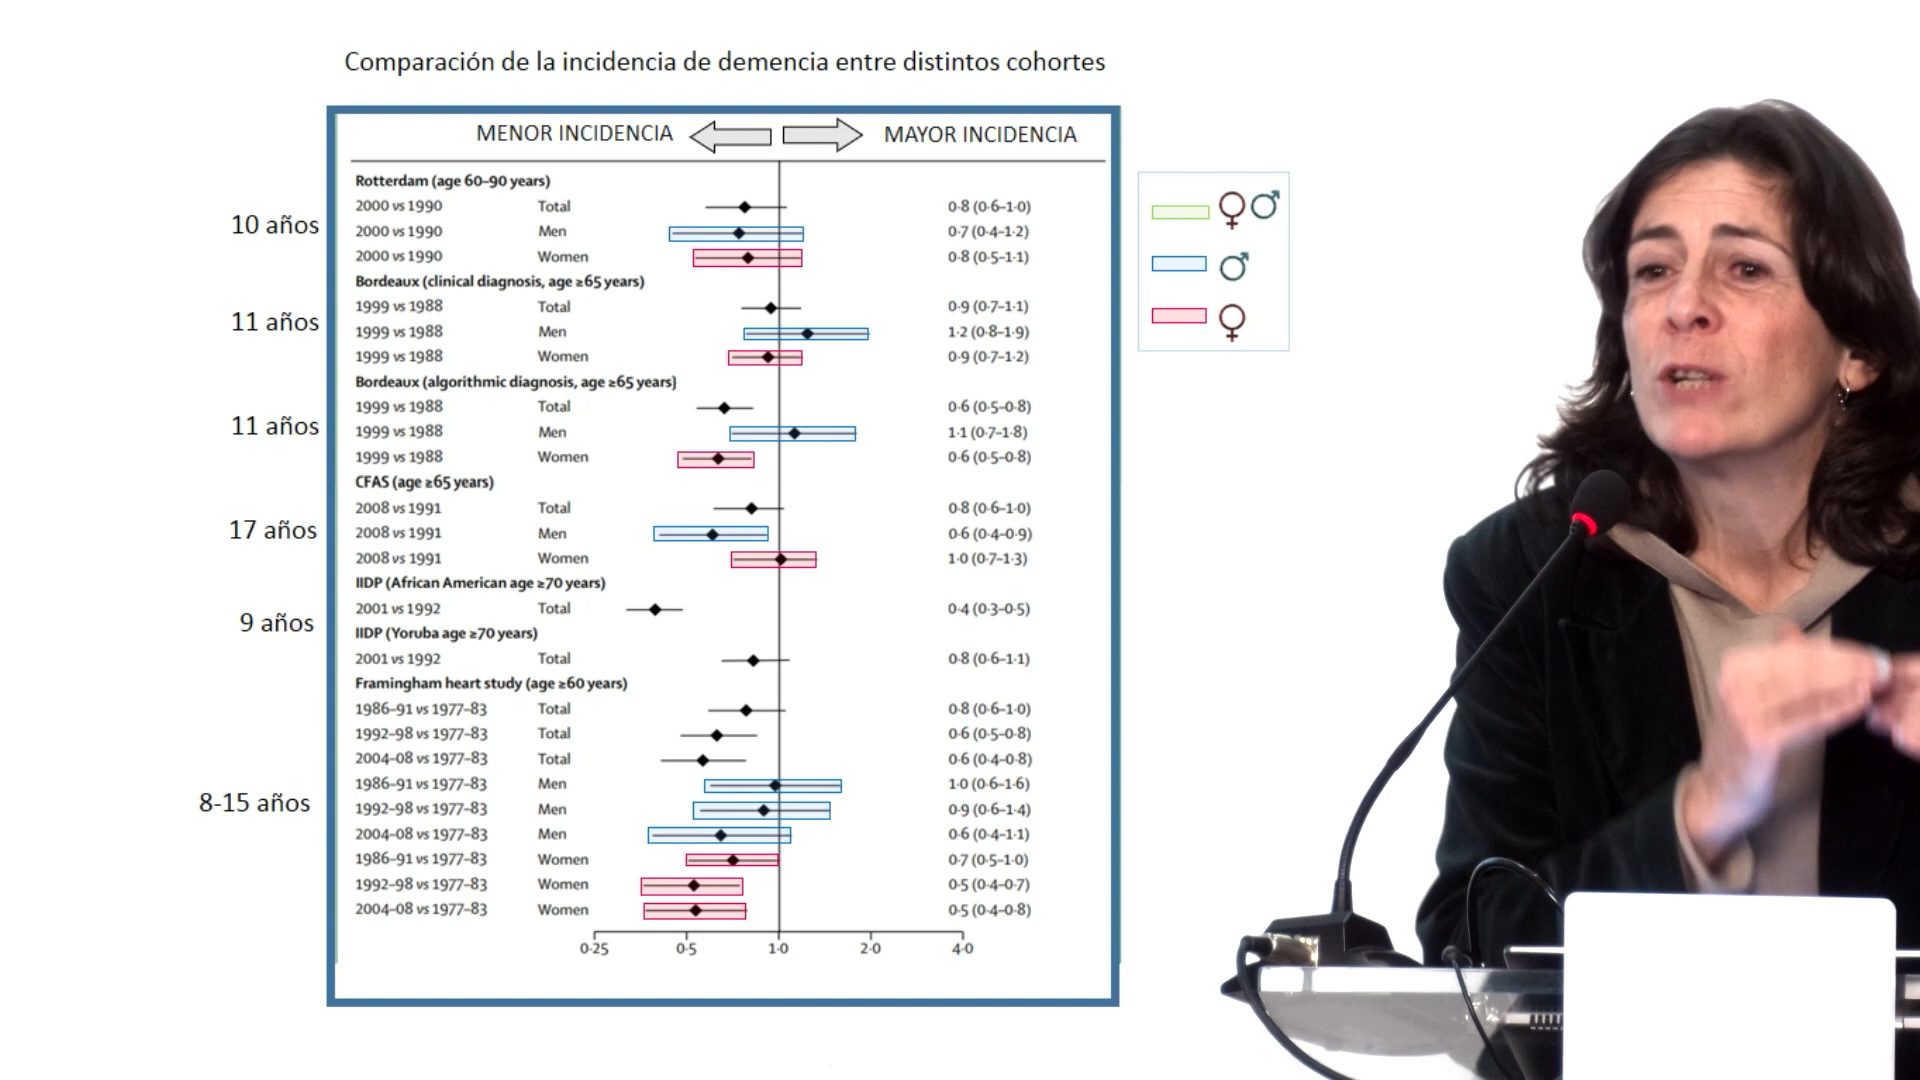 Comparación de la incidencia de demencia entre distintos cohortes
MENOR INCIDENCIA MAYOR INCIDENCIA
Rotterdam (age 60–90 years)
10 años
2000 vs 1990 Total 0·8 (0·6–1·0)
2000 vs 1990 Men 0·7 (0·4–1·2)
2000 vs 1990 Women 0·8 (0·5–1·1)
Bordeaux (clinical diagnosis, age ≥65 years)
11 años
1999 vs 1988 Total 0·9 (0·7–1·1)
1999 vs 1988 Men 1·2 (0·8–1·9)
1999 vs 1988 Women 0·9 (0·7–1·2)
Bordeaux (algorithmic diagnosis, age ≥65 years)
11 años
1999 vs 1988 Total 0·6 (0·5–0·8)
1999 vs 1988 Men 1·1 (0·7–1·8)
1999 vs 1988 Women 0·6 (0·5–0·8)
CFAS (age ≥65 years)
17 años
2008 vs 1991 Total 0·8 (0·6–1·0)
2008 vs 1991 Men 0·6 (0·4–0·9)
2008 vs 1991 Women 1·0 (0·7–1·3)
IIDP (African American age ≥70 years)
9 años
2001 vs 1992 Total 0·4 (0·3–0·5)
IIDP (Yoruba age ≥70 years)
2001 vs 1992 Total 0·8 (0·6–1·1)
Framingham heart study (age ≥60 years)
8-15 años
1986–91 vs 1977–83 Total 0·8 (0·6–1·0)
1992–98 vs 1977–83 Total 0·6 (0·5–0·8)
2004–08 vs 1977–83 Total 0·6 (0·4–0·8)
1986–91 vs 1977–83 Men 1·0 (0·6–1·6)
1992–98 vs 1977–83 Men 0·9 (0·6–1·4)
2004–08 vs 1977–83 Men 0·6 (0·4–1·1)
1986–91 vs 1977–83 Women 0·7 (0·5–1·0)
1992–98 vs 1977–83 Women 0·5 (0·4–0·7)
2004–08 vs 1977–83 Women 0·5 (0·4–0·8)
0·25 0·5 1·0 2·0 4·0